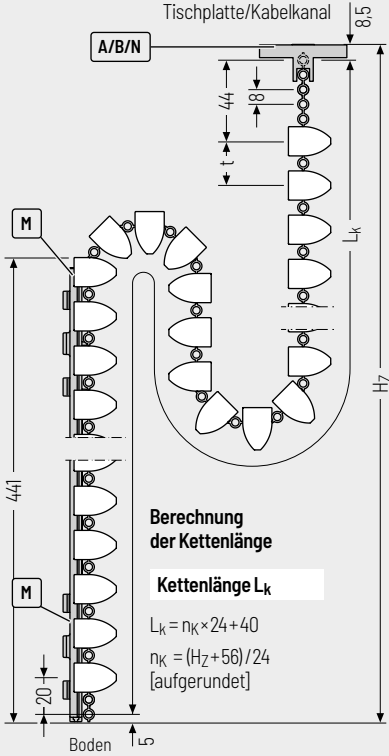 Tischplatte/Kabelkanal
8,5
A/B/N
44
8
t
Lk
HZ
M
441
M
20
5
Boden
Berechnung
der Kettenlänge
Kettenlänge Lk
LK = nK×24+40
nK = (HZ+56)/24
[aufgerundet]